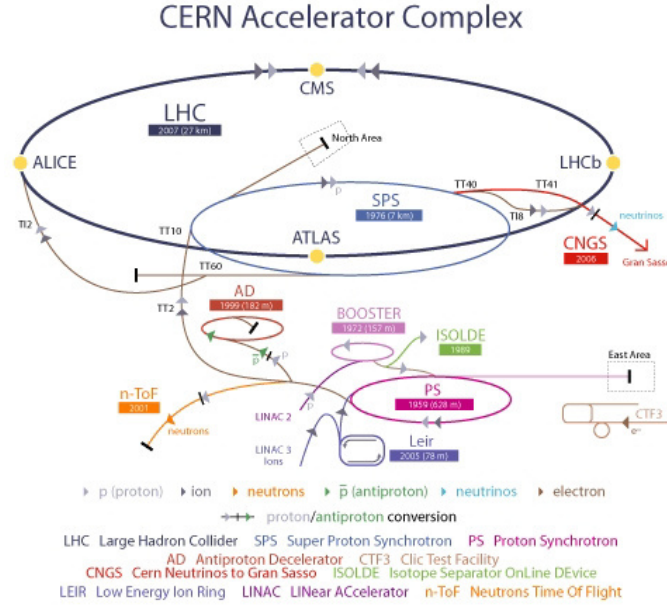 CERN Accelerator Complex
CMS
LHC
2007 (27 km)
North Area
ALICE
LHCb
p
SPS
1976 (7 km)
TT40
TT41
TI2
TI8
neutrinos
TT10
ATLAS
CNGS
2006
Gran Sasso
TT60
AD
1999 (182 m)
TT2
BOOSTER
1972 (157 m)
ISOLDE
1989
p
p̅
East Area
n-ToF
2001
LINAC 2
p
PS
1959 (628 m)
neutrons
CTF3
e-
LINAC 3
Ions
Leir
2005 (78 m)
p (proton) ion neutrons p̅ (antiproton) neutrinos electron
proton/antiproton conversion
LHC Large Hadron Collider SPS Super Proton Synchrotron PS Proton Synchrotron
AD Antiproton Decelerator CTF3 Clic Test Facility
CNGS Cern Neutrinos to Gran Sasso ISOLDE Isotope Separator OnLine DEvice
LEIR Low Energy Ion Ring LINAC LINear ACcelerator n-ToF Neutrons Time Of Flight